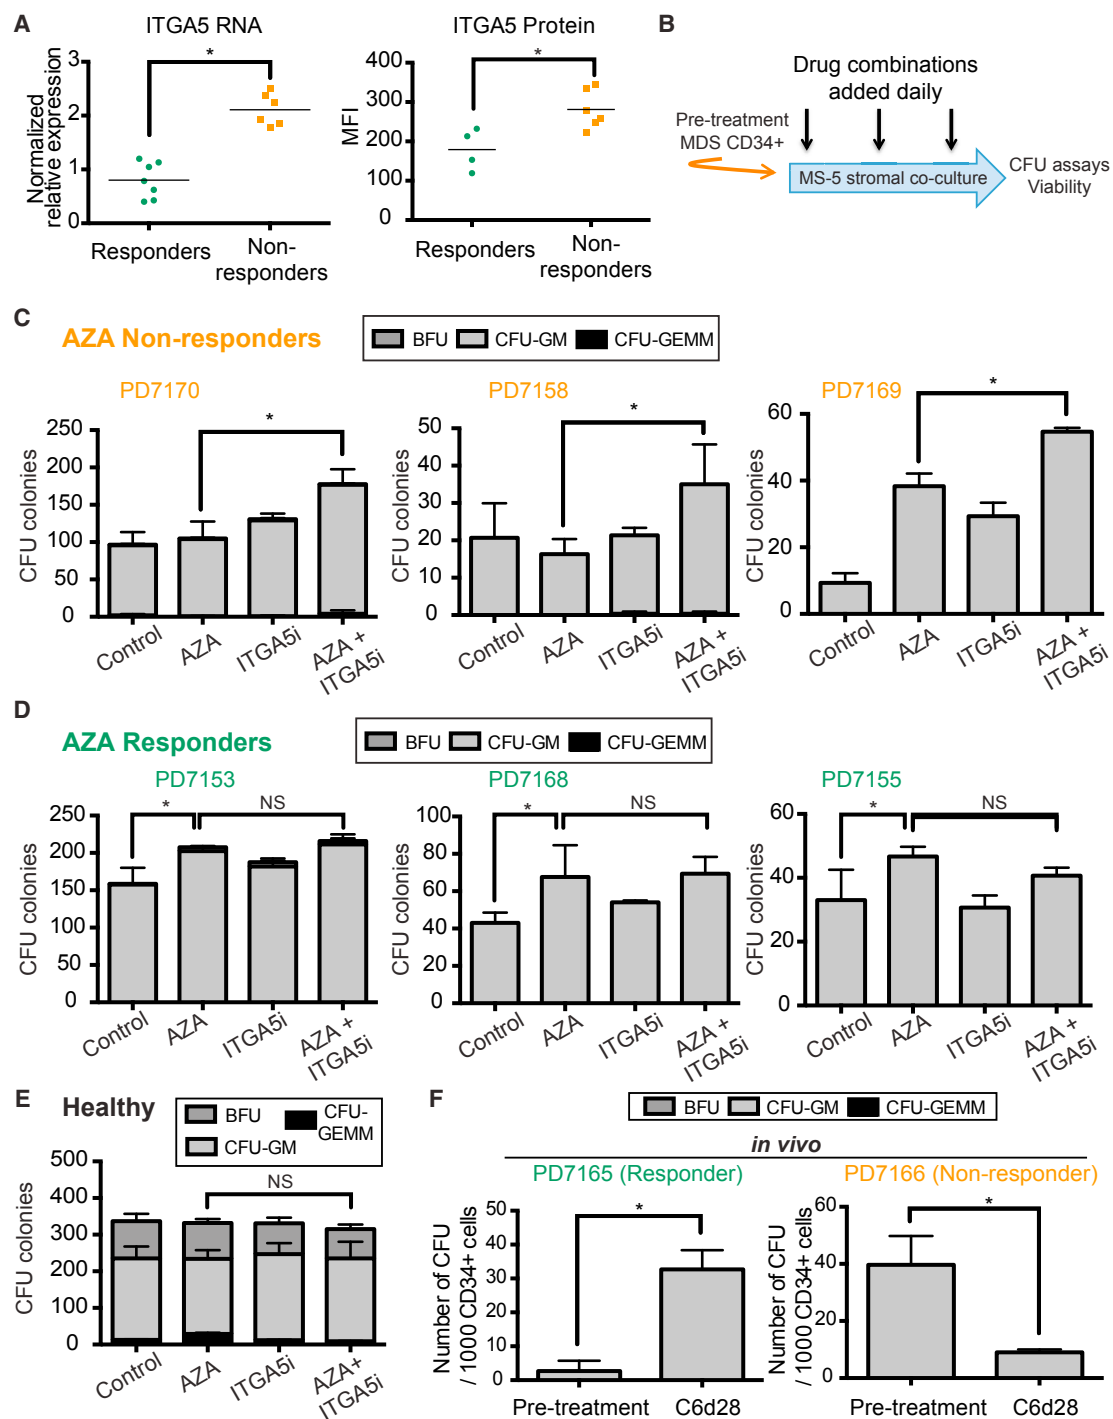 A
ITGA5 RNA
*
Normalized
relative expression
3
2
1
0
Responders
Non-
responders
ITGA5 Protein
*
MFI
400
300
200
100
0
Responders
Non-
responders
B
Drug combinations
added daily
Pre-treatment
MDS CD34+
MS-5 stromal co-culture
CFU assays
Viability
C
AZA Non-responders
BFU CFU-GM CFU-GEMM
PD7170
*
CFU colonies
250
200
150
100
50
0
Control
AZA
ITGA5i
AZA +
ITGA5i
PD7158
*
CFU colonies
50
40
30
20
10
0
Control
AZA
ITGA5i
AZA +
ITGA5i
PD7169
*
CFU colonies
60
40
20
0
Control
AZA
ITGA5i
AZA +
ITGA5i
D
AZA Responders
BFU CFU-GM CFU-GEMM
PD7153
* NS
CFU colonies
250
200
150
100
50
0
Control
AZA
ITGA5i
AZA +
ITGA5i
PD7168
* NS
CFU colonies
100
80
60
40
20
0
Control
AZA
ITGA5i
AZA +
ITGA5i
PD7155
* NS
CFU colonies
60
40
20
0
Control
AZA
ITGA5i
AZA +
ITGA5i
E
Healthy
BFU
CFU-GM
CFU-
GEMM
NS
CFU colonies
500
400
300
200
100
0
Control
AZA
ITGA5i
AZA+
ITGA5i
F
BFU CFU-GM CFU-GEMM
in vivo
PD7165 (Responder)
*
Number of CFU
/ 1000 CD34+ cells
50
40
30
20
10
0
Pre-treatment
C6d28
PD7166 (Non-responder)
*
Number of CFU
/ 1000 CD34+ cells
60
40
20
0
Pre-treatment
C6d28